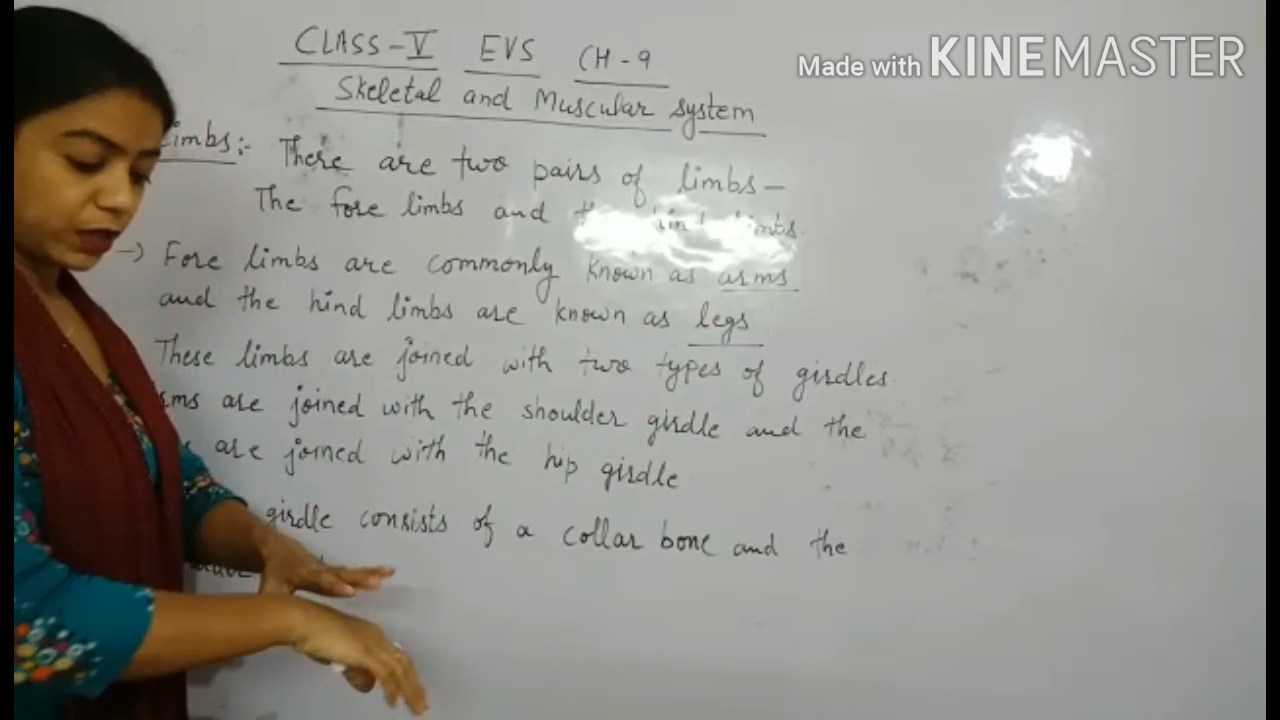 CLASS-V EVS CH-9
Made with KINEMASTER
Skeletal and Muscular system
Limbs:- There are two pairs of limbs-
The fore limbs and the hind limbs.
→ Fore limbs are commonly known as arms
and the hind limbs are known as legs
These limbs are joined with two types of girdles
are joined with the shoulder girdle and the
are joined with the hip girdle
girdle consists of a collar bone and the